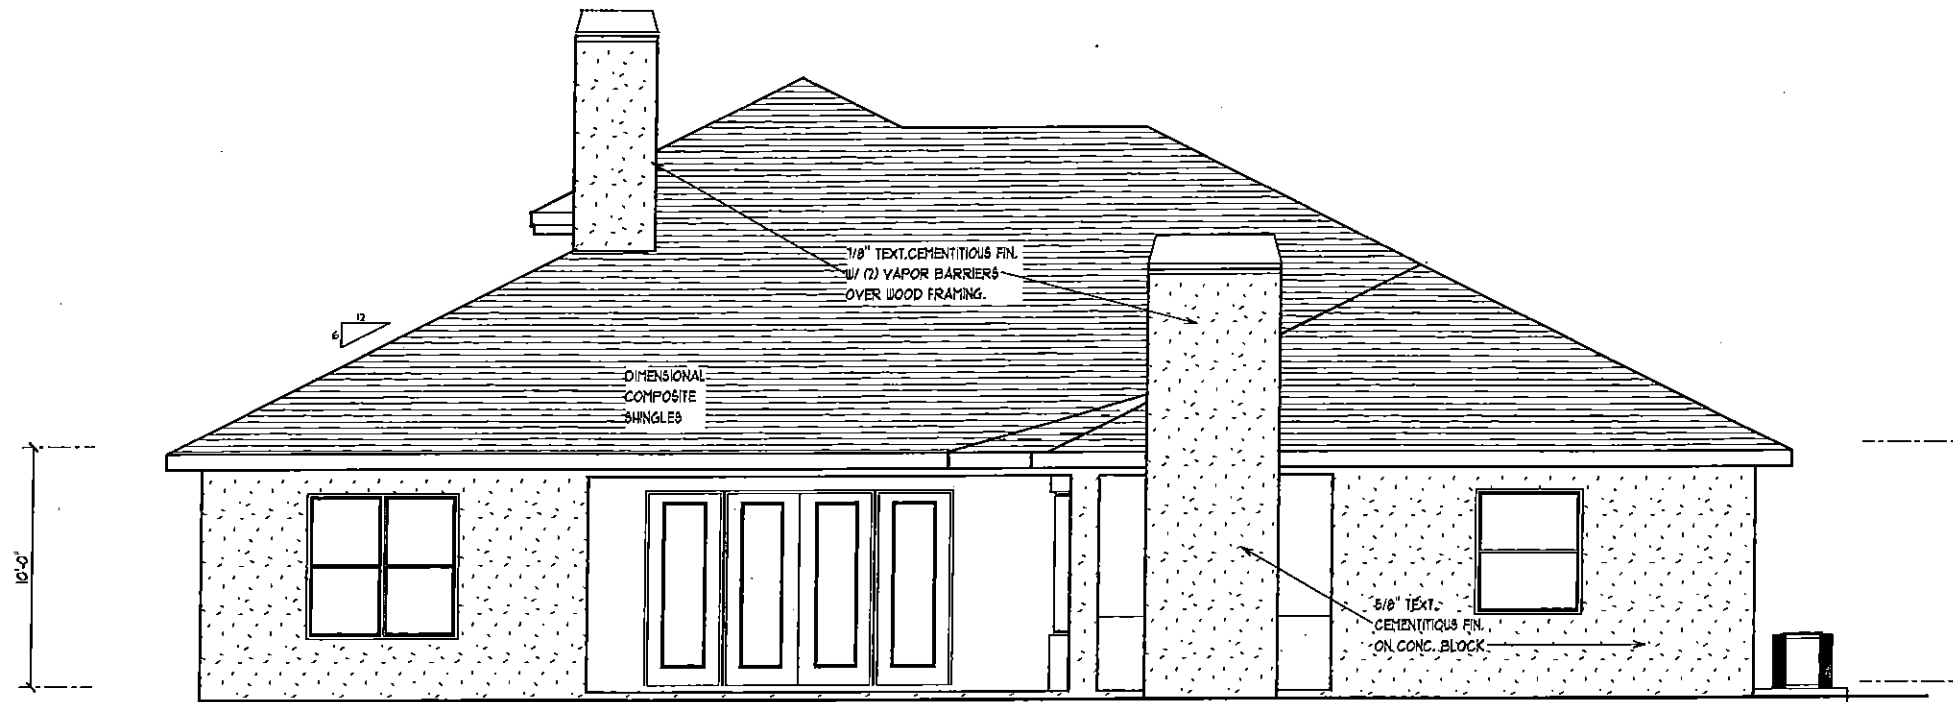 7/8" TEXT.CEMENTITIOUS FIN.
W/ (2) VAPOR BARRIERS
OVER WOOD FRAMING.
12
6
DIMENSIONAL
COMPOSITE
SHINGLES
10'-0"
5/8" TEXT.
CEMENTITIOUS FIN.
ON CONC. BLOCK